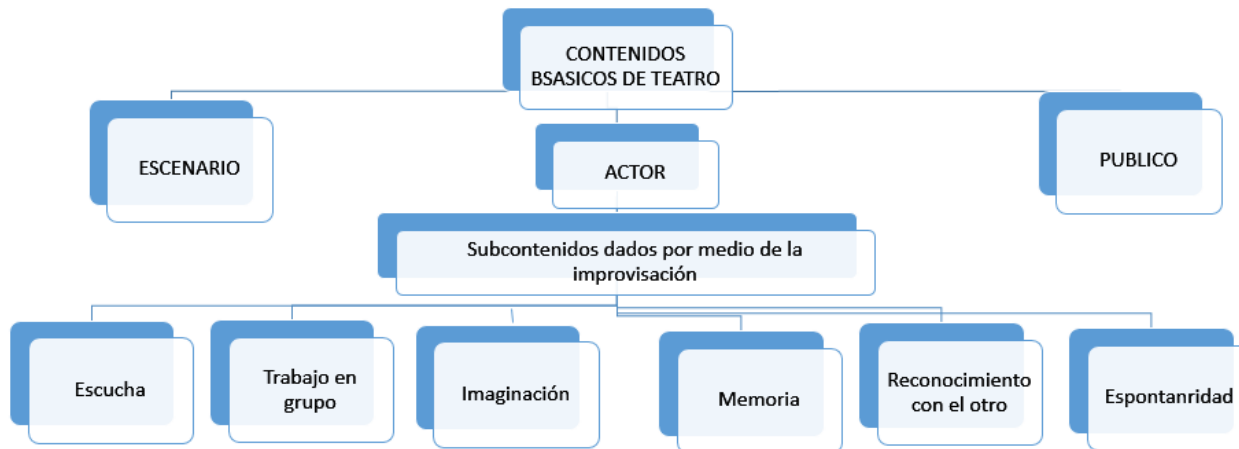 CONTENIDOS
BSASICOS DE TEATRO
ESCENARIO
ACTOR
PUBLICO
Subcontenidos dados por medio de la
improvisación
Escucha
Trabajo en
grupo
Imaginación
Memoria
Reconocimiento
con el otro
Espontanridad